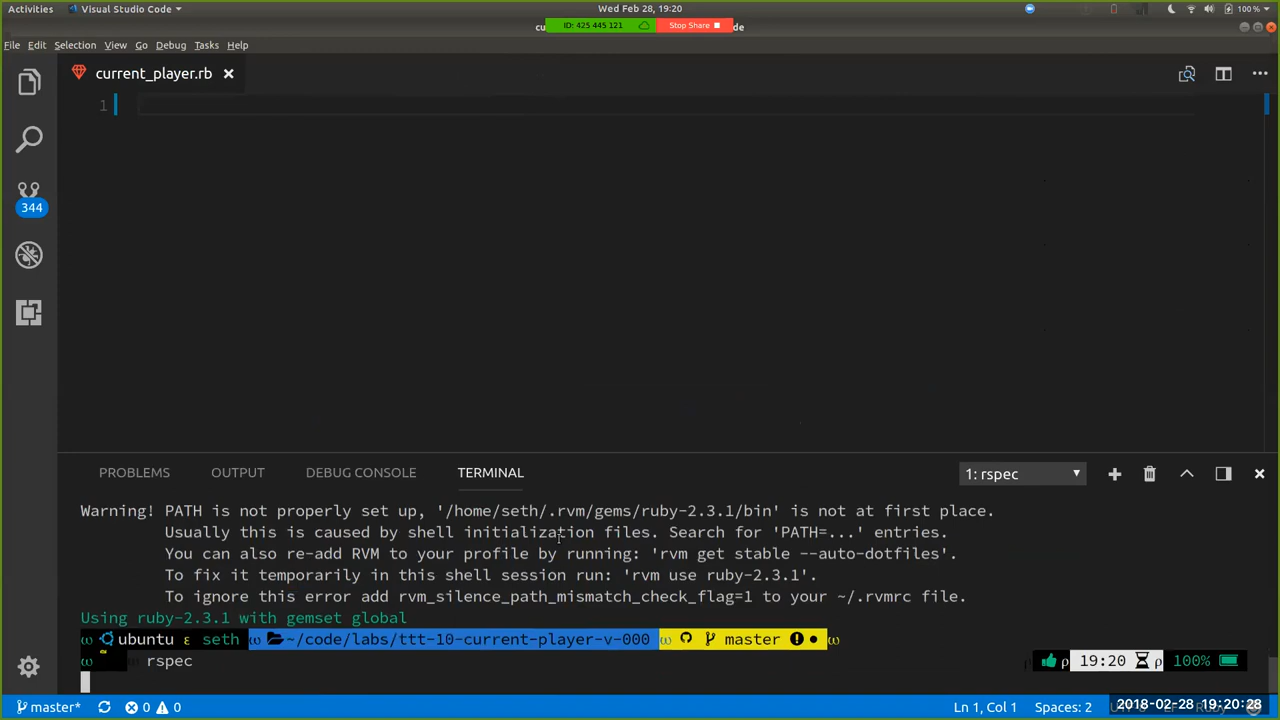 Activities Visual Studio Code Wed Feb 28, 19:20 100 %
ID: 425 445 121 Stop Share
File Edit Selection View Go Debug Tasks Help
current_player.rb
1
344
PROBLEMS OUTPUT DEBUG CONSOLE TERMINAL 1: rspec
Warning! PATH is not properly set up, '/home/seth/.rvm/gems/ruby-2.3.1/bin' is not at first place.
Usually this is caused by shell initialization files. Search for 'PATH=...' entries.
You can also re-add RVM to your profile by running: 'rvm get stable --auto-dotfiles'.
To fix it temporarily in this shell session run: 'rvm use ruby-2.3.1'.
To ignore this error add rvm_silence_path_mismatch_check_flag=1 to your ~/.rvmrc file.
Using ruby-2.3.1 with gemset global
ω ubuntu ε seth ω ~/code/labs/ttt-10-current-player-v-000 ω master ω
ω rspec ρ 19:20 ρ 100%
master* 0 0 Ln 1, Col 1 Spaces: 2 2018-02-28 19:20:28